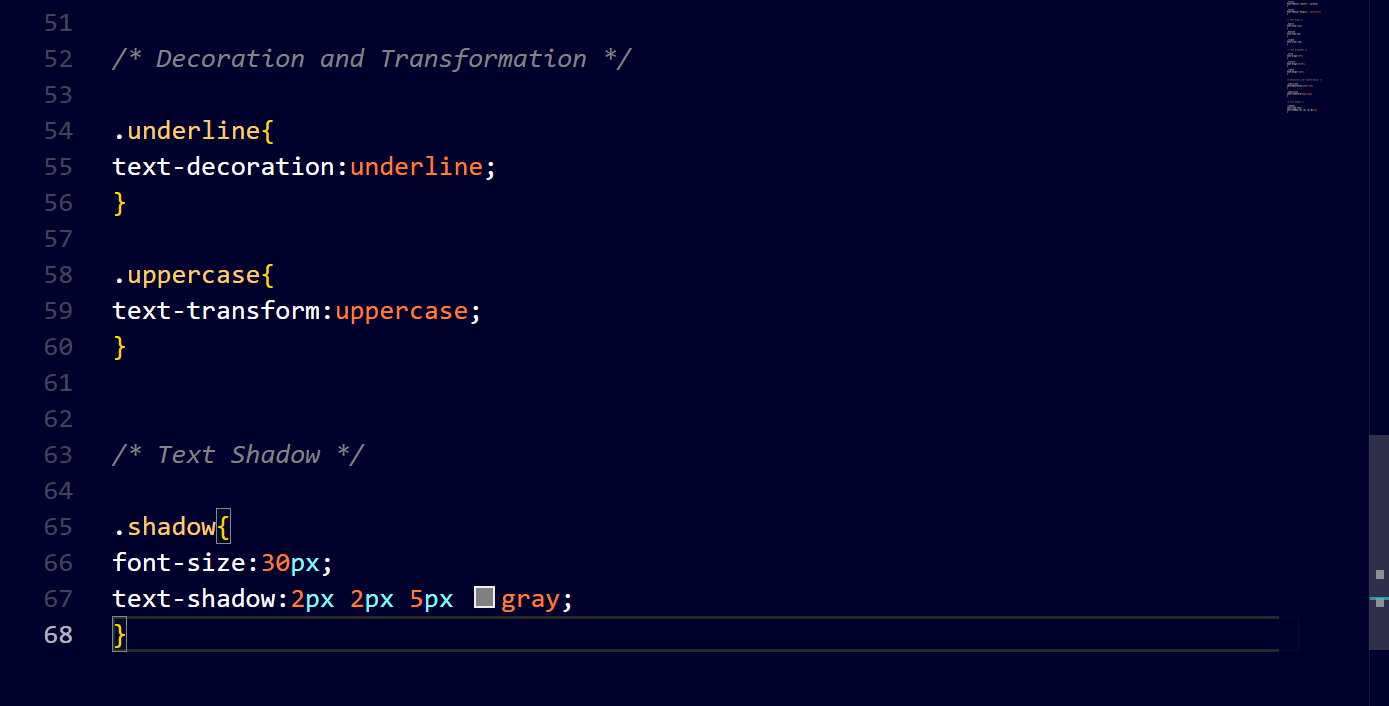 51
52 /* Decoration and Transformation */
53
54 .underline{
55 text-decoration:underline;
56 }
57
58 .uppercase{
59 text-transform:uppercase;
60 }
61
62
63 /* Text Shadow */
64
65 .shadow{
66 font-size:30px;
67 text-shadow:2px 2px 5px gray;
68 }